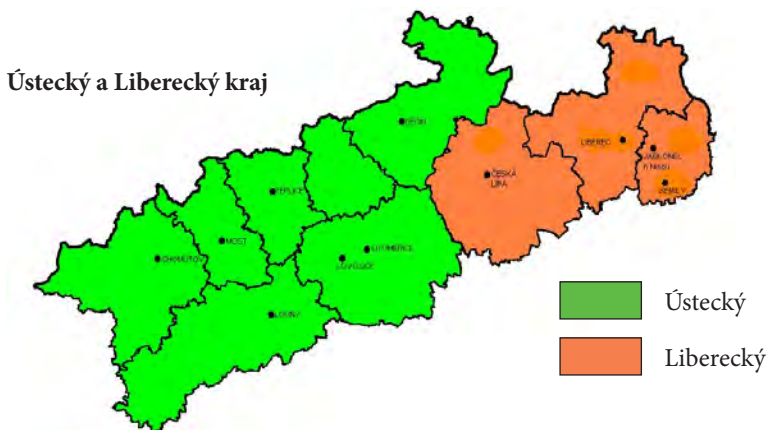 Ústecký a Liberecký kraj
DĚČÍN
LIBEREC
JABLONEC
n Nisou
SEMILY
ČESKÁ
LÍPA
TEPLICE
MOST
CHOMUTOV
LITOMĚŘICE
LOVOSICE
LOUNY
Ústecký
Liberecký